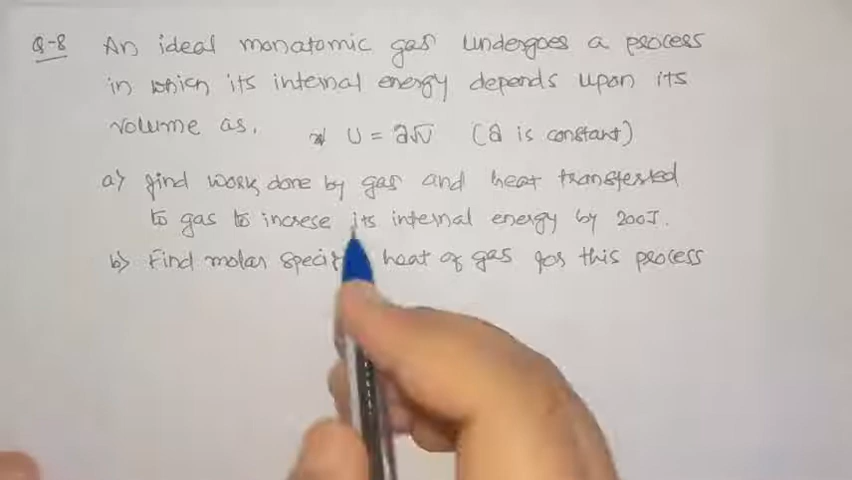 Q-8 An ideal monatomic gas undergoes a process
in which its internal energy depends upon its
volume as. U = a√V (a is constant)
a) find work done by gas and heat transfested
to gas to increse its internal energy by 200J.
b) Find molar heat of gas for this process